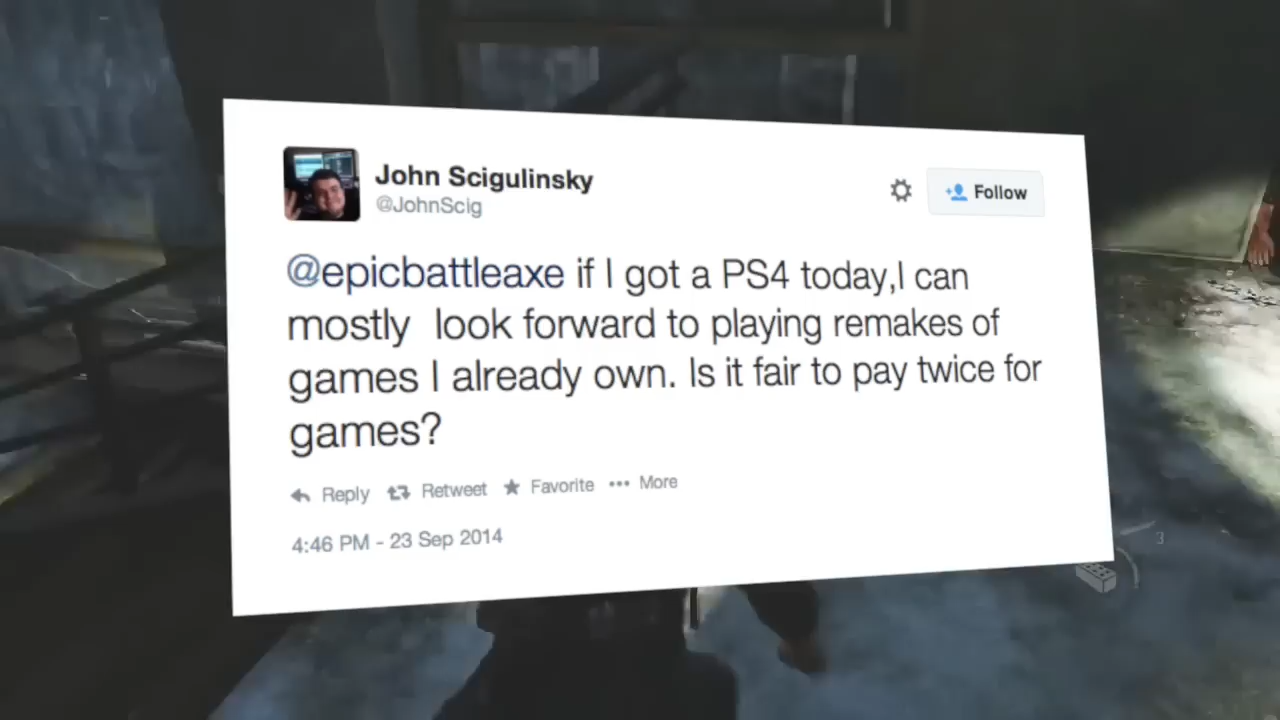 John Scigulinsky
@JohnScig
Follow
@epicbattleaxe if I got a PS4 today,I can
mostly  look forward to playing remakes of
games I already own. Is it fair to pay twice for
games?
Reply Retweet Favorite More
4:46 PM - 23 Sep 2014
3